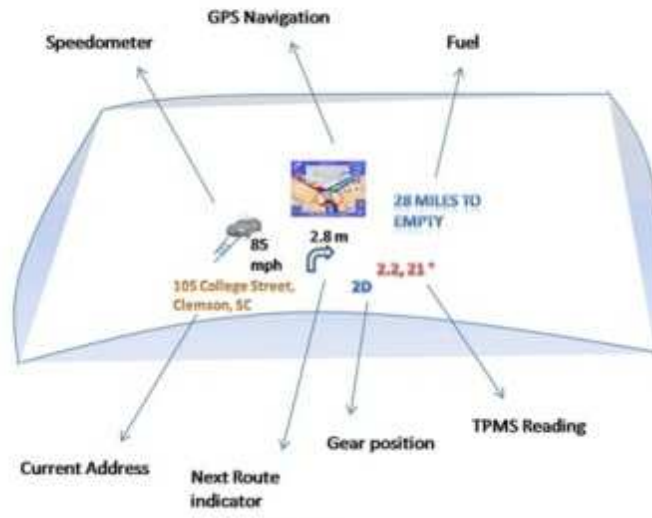 GPS Navigation
Speedometer
Fuel
28 MILES TO
EMPTY
85
mph
2.8 m
2.2, 21 °
105 College Street,
Clemson, SC
2D
TPMS Reading
Gear position
Current Address
Next Route
indicator